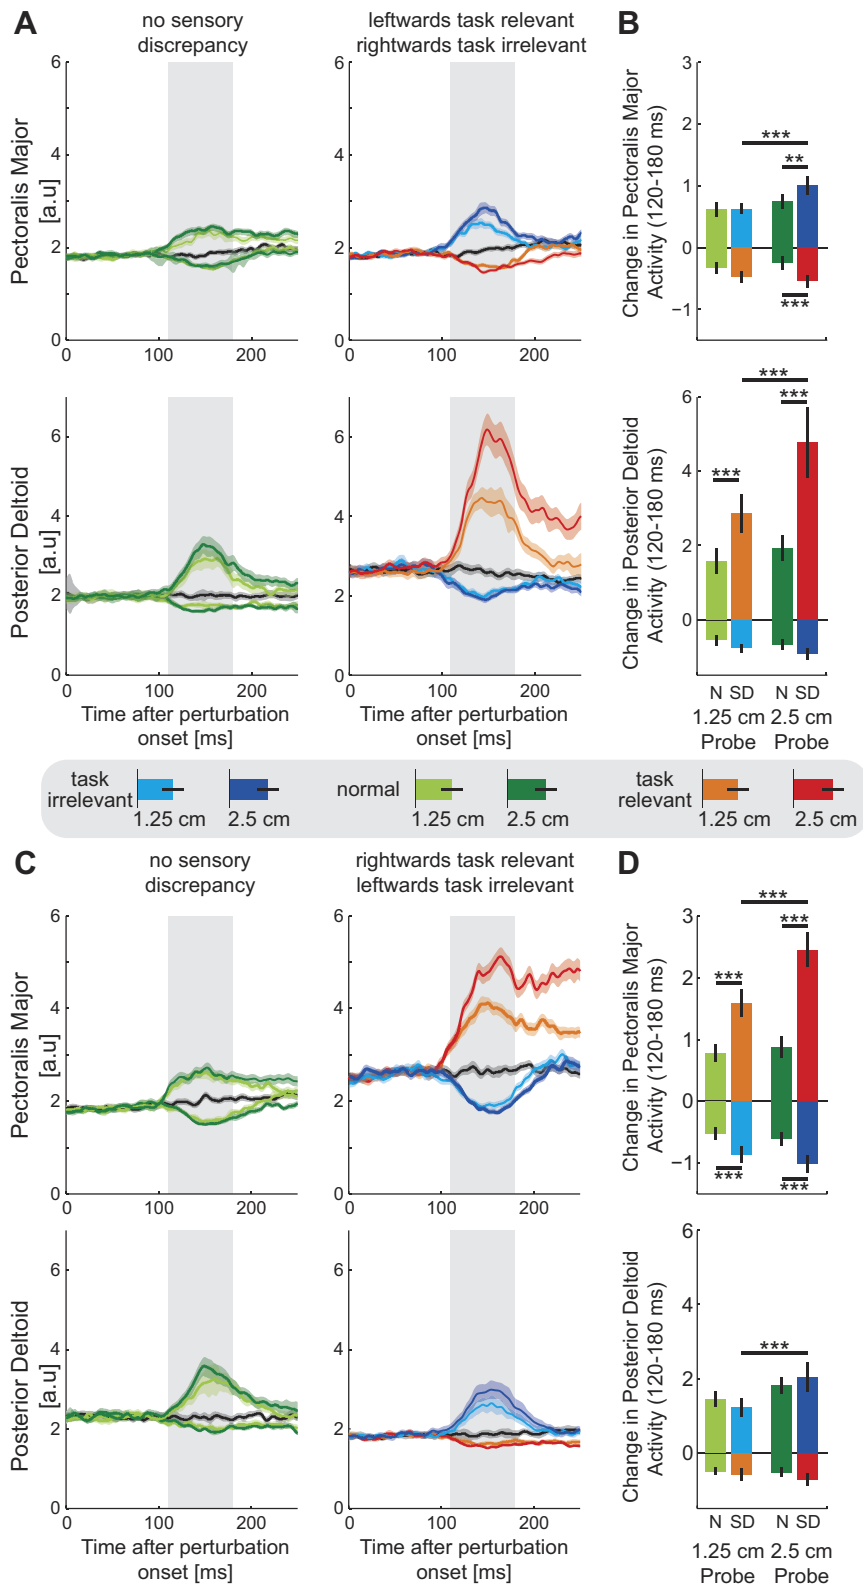 A
no sensory
discrepancy
leftwards task relevant
rightwards task irrelevant
B
Pectoralis Major
[a.u]
6
4
2
0
0
100
200
0
100
200
Change in Pectoralis Major
Activity (120-180 ms)
3
2
1
0
−1
***
**
***
Posterior Deltoid
[a.u]
6
4
2
0
0
100
200
Time after perturbation
onset [ms]
6
4
2
0
0
100
200
Time after perturbation
onset [ms]
Change in Posterior Deltoid
Activity (120-180 ms)
6
4
2
0
***
***
***
N SD N SD
1.25 cm 2.5 cm
Probe Probe
task
irrelevant
1.25 cm
2.5 cm
normal
1.25 cm
2.5 cm
task
relevant
1.25 cm
2.5 cm
C
no sensory
discrepancy
rightwards task relevant
leftwards task irrelevant
D
Pectoralis Major
[a.u]
6
4
2
0
0
100
200
6
4
2
0
0
100
200
Change in Pectoralis Major
Activity (120-180 ms)
3
2
1
0
−1
***
***
***
***
***
Posterior Deltoid
[a.u]
6
4
2
0
0
100
200
Time after perturbation
onset [ms]
6
4
2
0
0
100
200
Time after perturbation
onset [ms]
Change in Posterior Deltoid
Activity (120-180 ms)
6
4
2
0
***
N SD N SD
1.25 cm 2.5 cm
Probe Probe